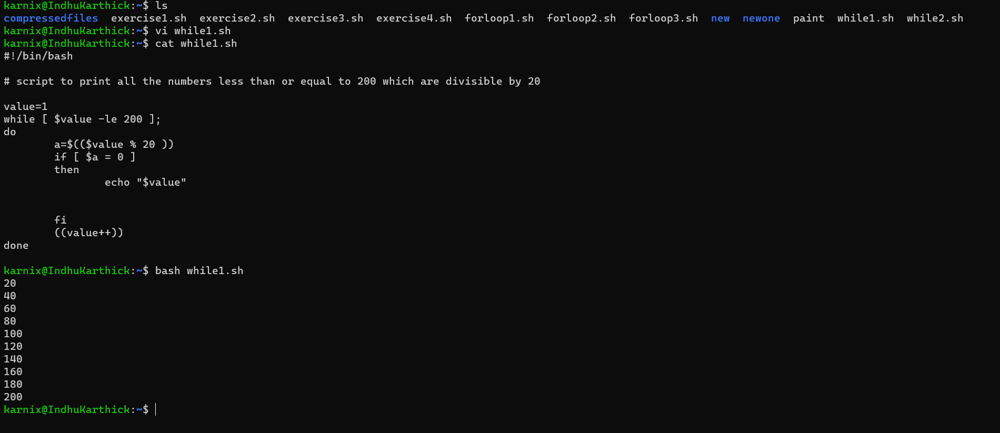 karnix@IndhuKarthick:~$ ls
compressedfiles  exercise1.sh  exercise2.sh  exercise3.sh  exercise4.sh  forloop1.sh  forloop2.sh  forloop3.sh  new  newone  paint  while1.sh  while2.sh
karnix@IndhuKarthick:~$ vi while1.sh
karnix@IndhuKarthick:~$ cat while1.sh
#!/bin/bash

# script to print all the numbers less than or equal to 200 which are divisible by 20

value=1
while [ $value -le 200 ];
do
        a=$(($value % 20 ))
        if [ $a = 0 ]
        then
                echo "$value"


        fi
        ((value++))
done

karnix@IndhuKarthick:~$ bash while1.sh
20
40
60
80
100
120
140
160
180
200
karnix@IndhuKarthick:~$